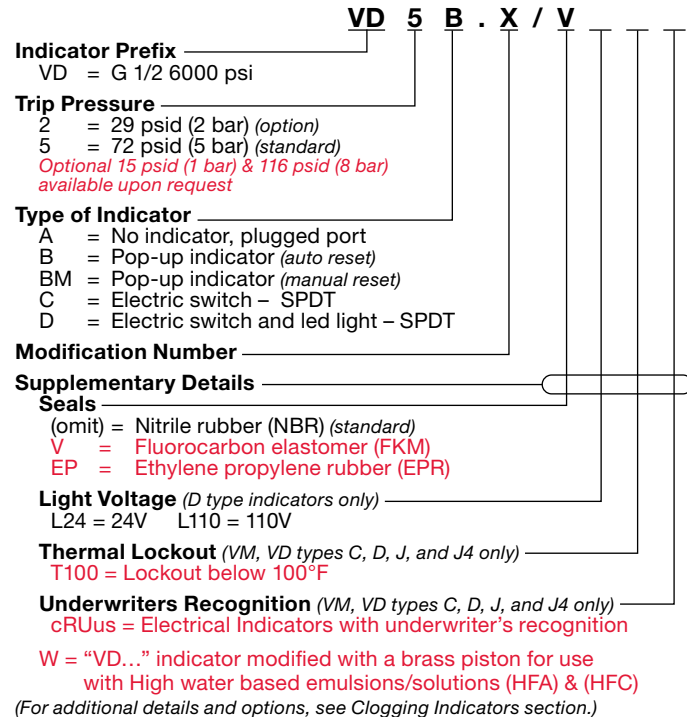 VD 5 B . X / V
Indicator Prefix
VD = G 1/2 6000 psi
Trip Pressure
2 = 29 psid (2 bar) (option)
5 = 72 psid (5 bar) (standard)
Optional 15 psid (1 bar) & 116 psid (8 bar)
available upon request
Type of Indicator
A = No indicator, plugged port
B = Pop-up indicator (auto reset)
BM = Pop-up indicator (manual reset)
C = Electric switch – SPDT
D = Electric switch and led light – SPDT
Modification Number
Supplementary Details
Seals
(omit) = Nitrile rubber (NBR) (standard)
V = Fluorocarbon elastomer (FKM)
EP = Ethylene propylene rubber (EPR)
Light Voltage (D type indicators only)
L24 = 24V L110 = 110V
Thermal Lockout (VM, VD types C, D, J, and J4 only)
T100 = Lockout below 100°F
Underwriters Recognition (VM, VD types C, D, J, and J4 only)
cRUus = Electrical Indicators with underwriter's recognition
W = “VD…” indicator modified with a brass piston for use
with High water based emulsions/solutions (HFA) & (HFC)
(For additional details and options, see Clogging Indicators section.)